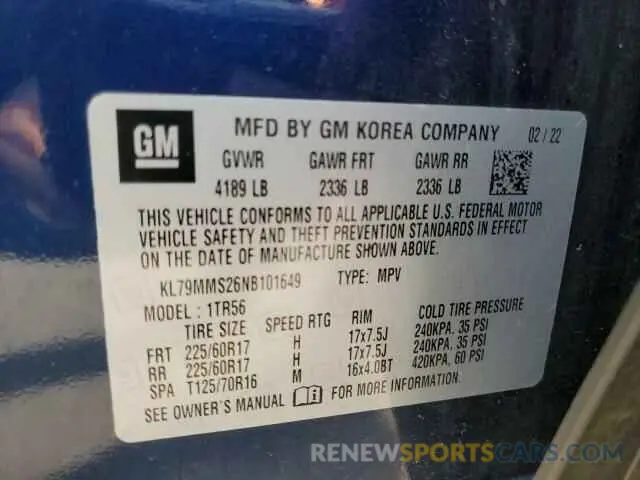 GM MFD BY GM KOREA COMPANY 02 / 22
GVWR GAWR FRT GAWR RR
4189 LB 2336 LB 2336 LB
THIS VEHICLE CONFORMS TO ALL APPLICABLE U.S. FEDERAL MOTOR
VEHICLE SAFETY AND THEFT PREVENTION STANDARDS IN EFFECT
ON THE DATE OF MANUFACTURE SHOWN ABOVE.
KL79MMS26NB101649 TYPE: MPV
MODEL: 1TR56
TIRE SIZE SPEED RTG RIM COLD TIRE PRESSURE
FRT 225/60R17 H 17x7.5J 240KPA, 35 PSI
RR 225/60R17 H 17x7.5J 240KPA, 35 PSI
SPA T125/70R16 M 16x4.0BT 420KPA, 60 PSI
SEE OWNER'S MANUAL FOR MORE INFORMATION.
RENEWSPORTSCARS.COM